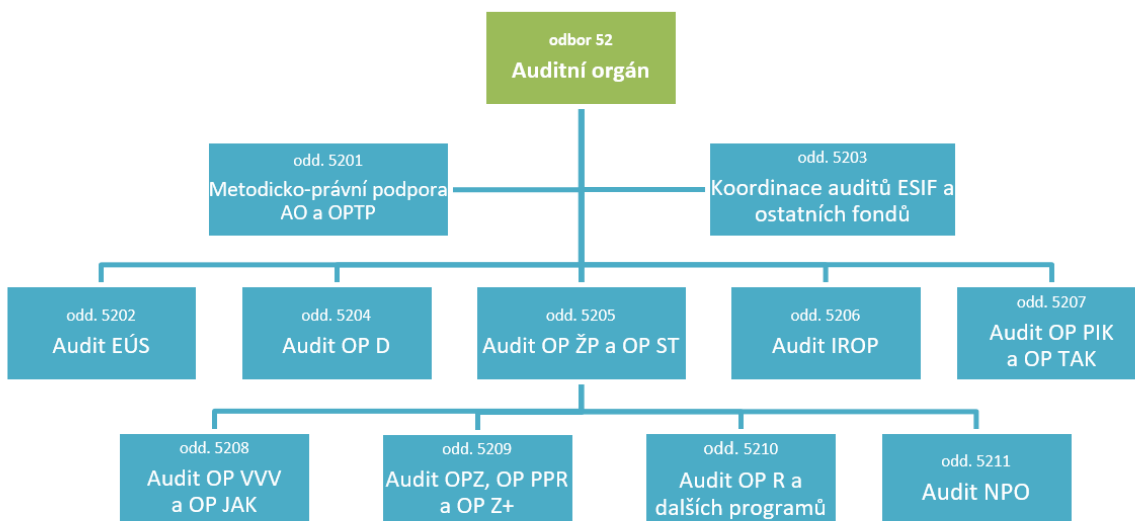 odbor 52
Auditní orgán
odd. 5201
Metodicko-právní podpora
AO a OPTP
odd. 5203
Koordinace auditů ESIF a
ostatních fondů
odd. 5202
Audit EÚS
odd. 5204
Audit OP D
odd. 5205
Audit OP ŽP a OP ST
odd. 5206
Audit IROP
odd. 5207
Audit OP PIK
a OP TAK
odd. 5208
Audit OP VVV
a OP JAK
odd. 5209
Audit OPZ, OP PPR
a OP Z+
odd. 5210
Audit OP R a
dalších programů
odd. 5211
Audit NPO